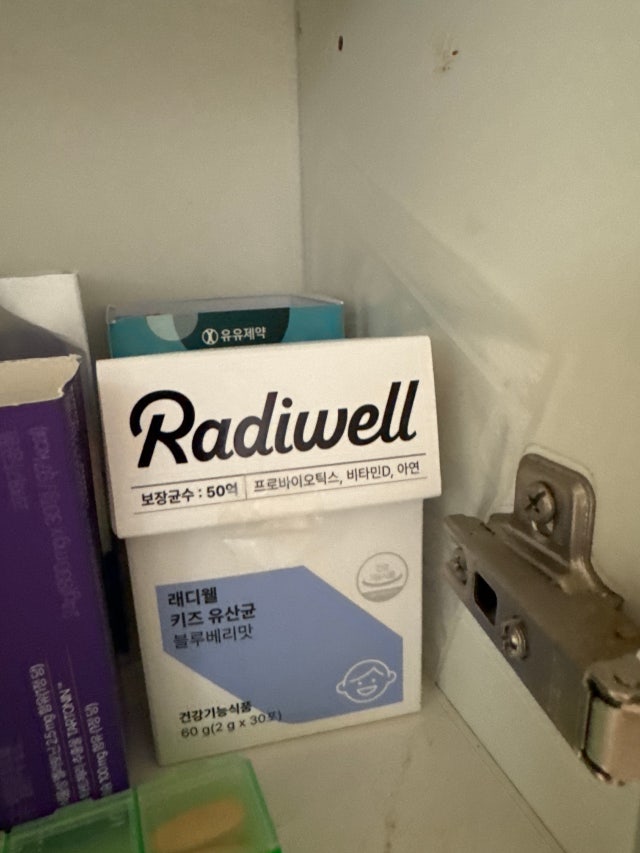 유유제약
Radiwell
보장균수 : 50억 프로바이오틱스, 비타민D, 아연
래디웰
키즈 유산균
블루베리맛
건강기능식품
60 g(2 g x 30포)